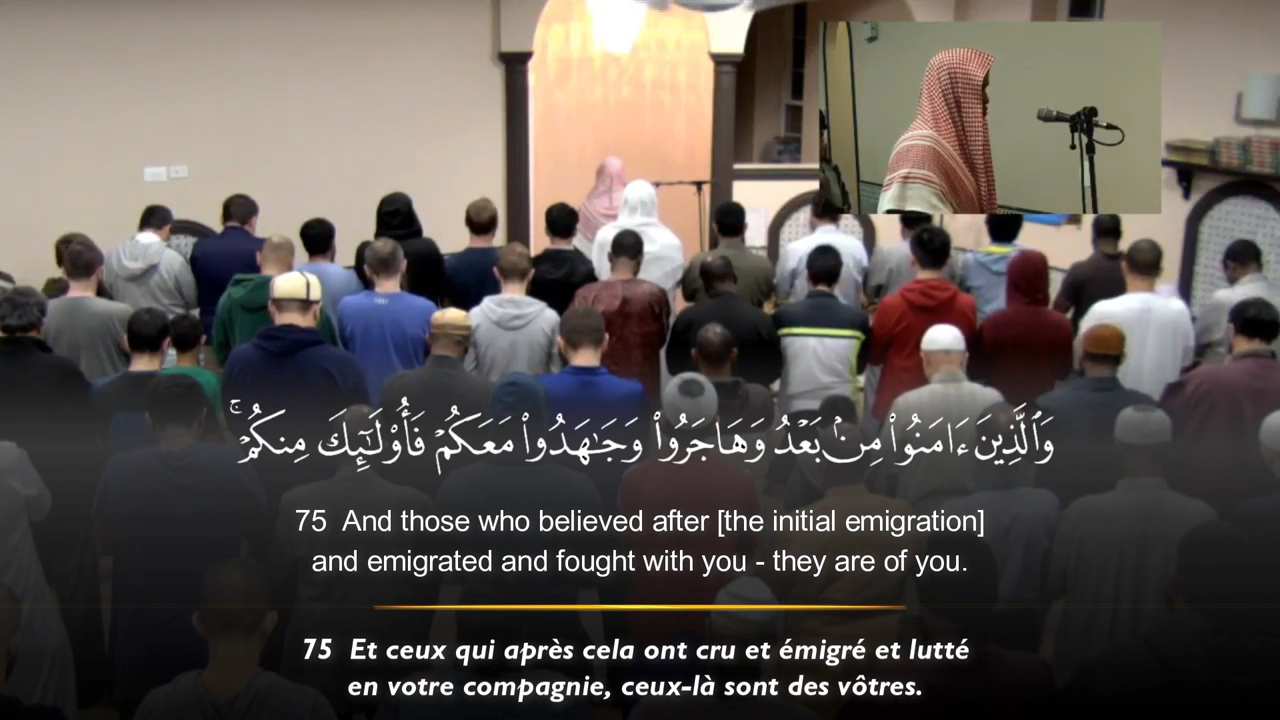 وَٱلَّذِينَ ءَامَنُوا۟ مِنۢ بَعْدُ وَهَاجَرُوا۟ وَجَـٰهَدُوا۟ مَعَكُمْ فَأُو۟لَـٰٓئِكَ مِنكُمْ ۚ
75 And those who believed after [the initial emigration]
and emigrated and fought with you - they are of you.
75 Et ceux qui après cela ont cru et émigré et lutté
en votre compagnie, ceux-là sont des vôtres.